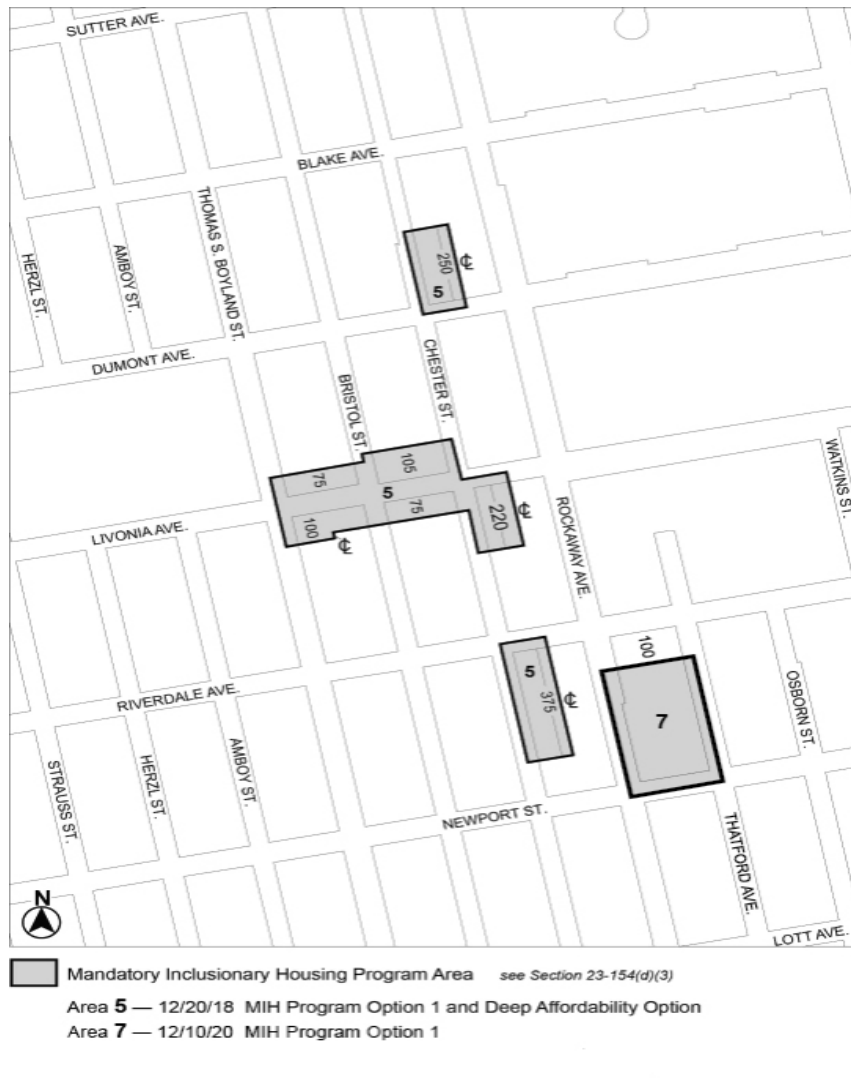 SUTTER AVE.
BLAKE AVE.
THOMAS S. BOYLAND ST.
HERZL ST.
AMBOY ST.
250
℄
5
DUMONT AVE.
CHESTER ST.
BRISTOL ST.
105
75
5
75
100
℄
220
℄
WATKINS ST.
LIVONIA AVE.
ROCKAWAY AVE.
100
5
375
℄
7
OSBORN ST.
RIVERDALE AVE.
STRAUSS ST.
HERZL ST.
AMBOY ST.
NEWPORT ST.
THATFORD AVE.
N
LOTT AVE.
Mandatory Inclusionary Housing Program Area see Section 23-154(d)(3)
Area 5 — 12/20/18 MIH Program Option 1 and Deep Affordability Option
Area 7 — 12/10/20 MIH Program Option 1